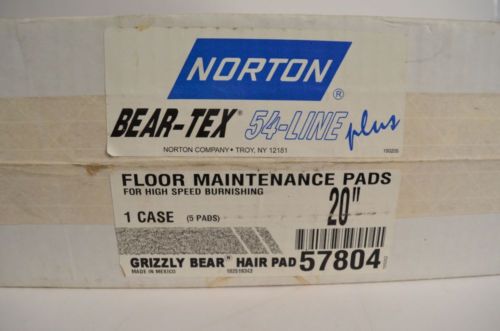 NORTON®
BEAR-TEX® 54-LINE plus
NORTON COMPANY • TROY, NY 12181
FLOOR MAINTENANCE PADS
FOR HIGH SPEED BURNISHING
20"
1 CASE (5 PADS)
GRIZZLY BEAR™ HAIR PAD 57804
MADE IN MEXICO